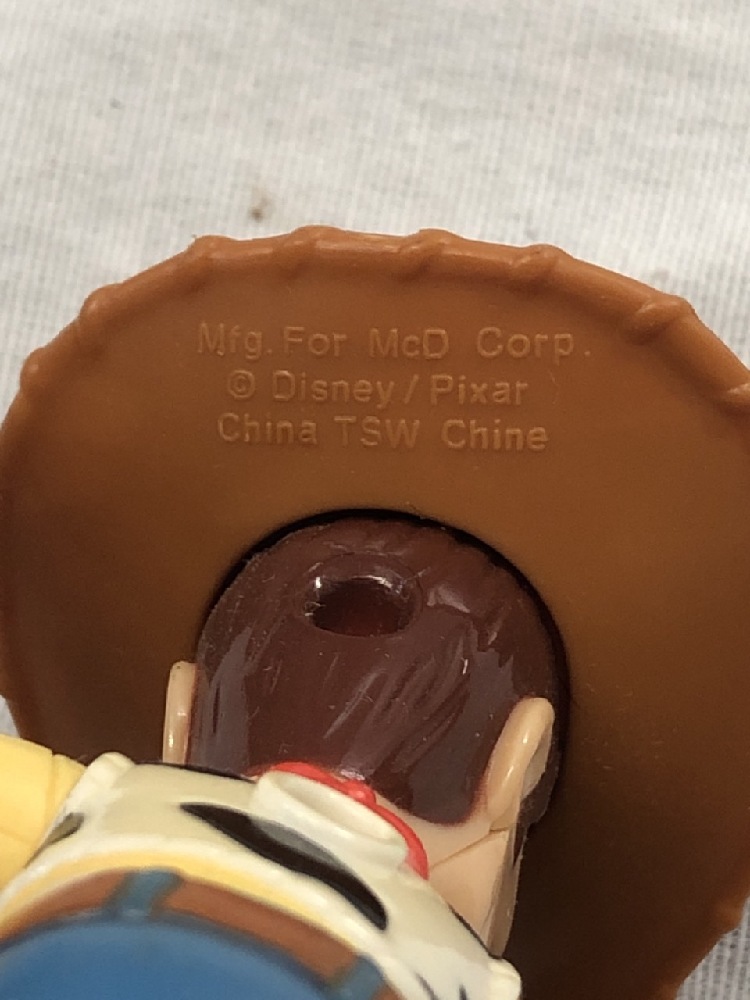 Mfg. For McD Corp.
© Disney / Pixar
China TSW Chine